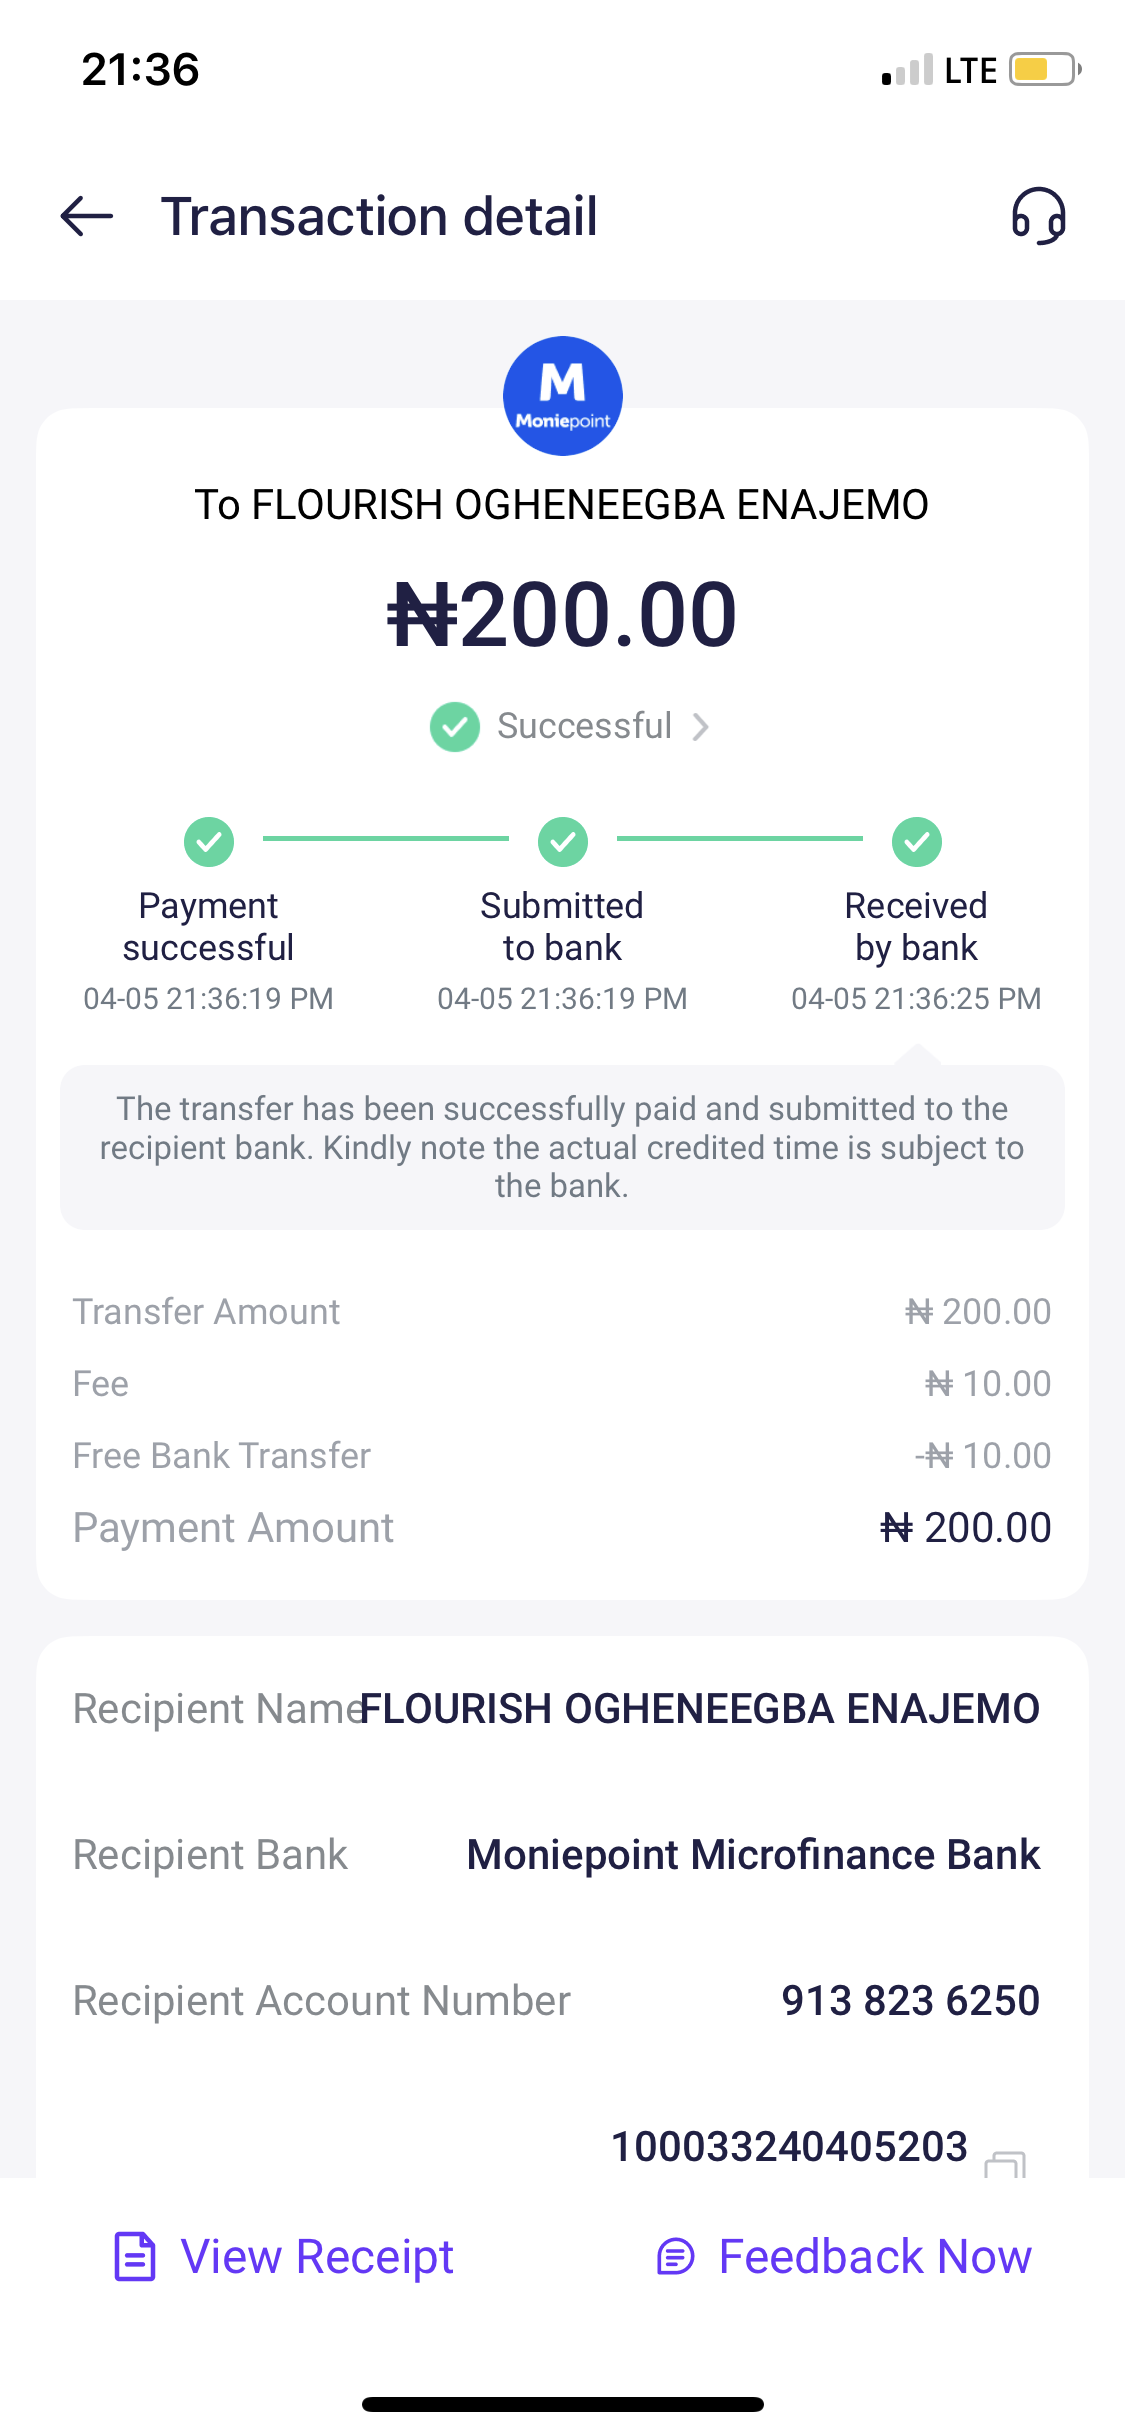 21:36
LTE
Transaction detail
M
Moniepoint
To FLOURISH OGHENEEGBA ENAJEMO
₦200.00
Successful
Payment successful
Submitted to bank
Received by bank
04-05 21:36:19 PM
04-05 21:36:19 PM
04-05 21:36:25 PM
The transfer has been successfully paid and submitted to the
recipient bank. Kindly note the actual credited time is subject to
the bank.
Transfer Amount ₦ 200.00
Fee ₦ 10.00
Free Bank Transfer -₦ 10.00
Payment Amount ₦ 200.00
Recipient Name FLOURISH OGHENEEGBA ENAJEMO
Recipient Bank Moniepoint Microfinance Bank
Recipient Account Number 913 823 6250
100033240405203
View Receipt
Feedback Now